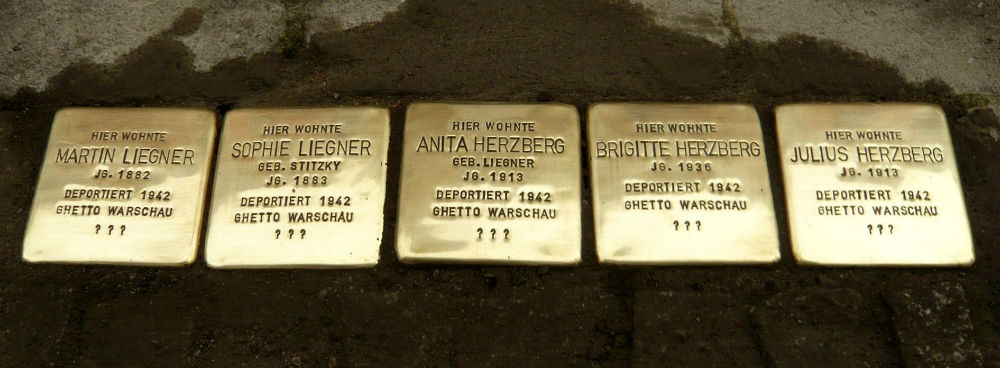 HIER WOHNTE
MARTIN LIEGNER
JG. 1882
DEPORTIERT 1942
GHETTO WARSCHAU
???
HIER WOHNTE
SOPHIE LIEGNER
GEB. STITZKY
JG. 1883
DEPORTIERT 1942
GHETTO WARSCHAU
???
HIER WOHNTE
ANITA HERZBERG
GEB. LIEGNER
JG. 1913
DEPORTIERT 1942
GHETTO WARSCHAU
???
HIER WOHNTE
BRIGITTE HERZBERG
JG. 1936
DEPORTIERT 1942
GHETTO WARSCHAU
???
HIER WOHNTE
JULIUS HERZBERG
JG. 1913
DEPORTIERT 1942
GHETTO WARSCHAU
???